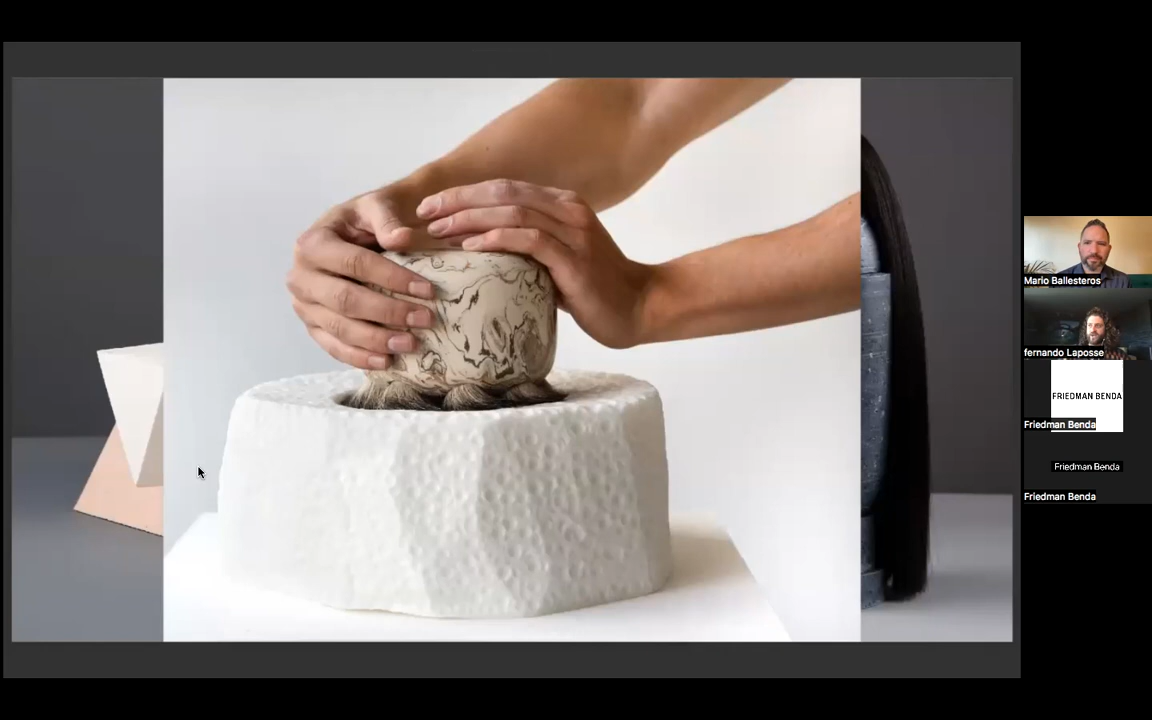 Mario Ballesteros
fernando Laposse
FRIEDMAN BENDA
Friedman Benda
Friedman Benda
Friedman Benda